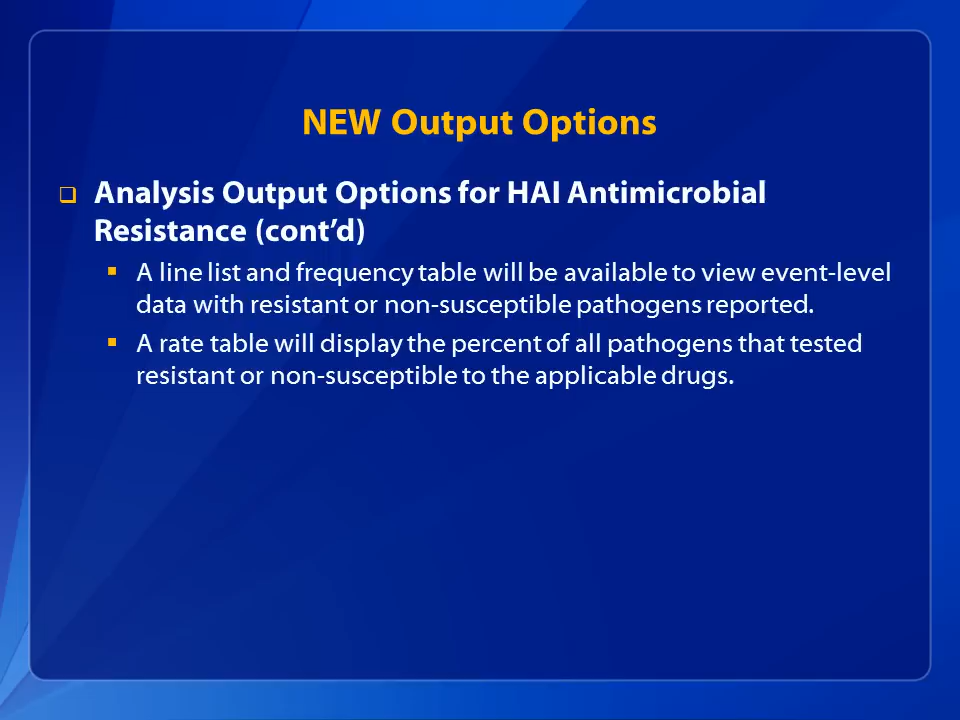 NEW Output Options
Analysis Output Options for HAI Antimicrobial
Resistance (cont’d)
A line list and frequency table will be available to view event-level
data with resistant or non-susceptible pathogens reported.
A rate table will display the percent of all pathogens that tested
resistant or non-susceptible to the applicable drugs.